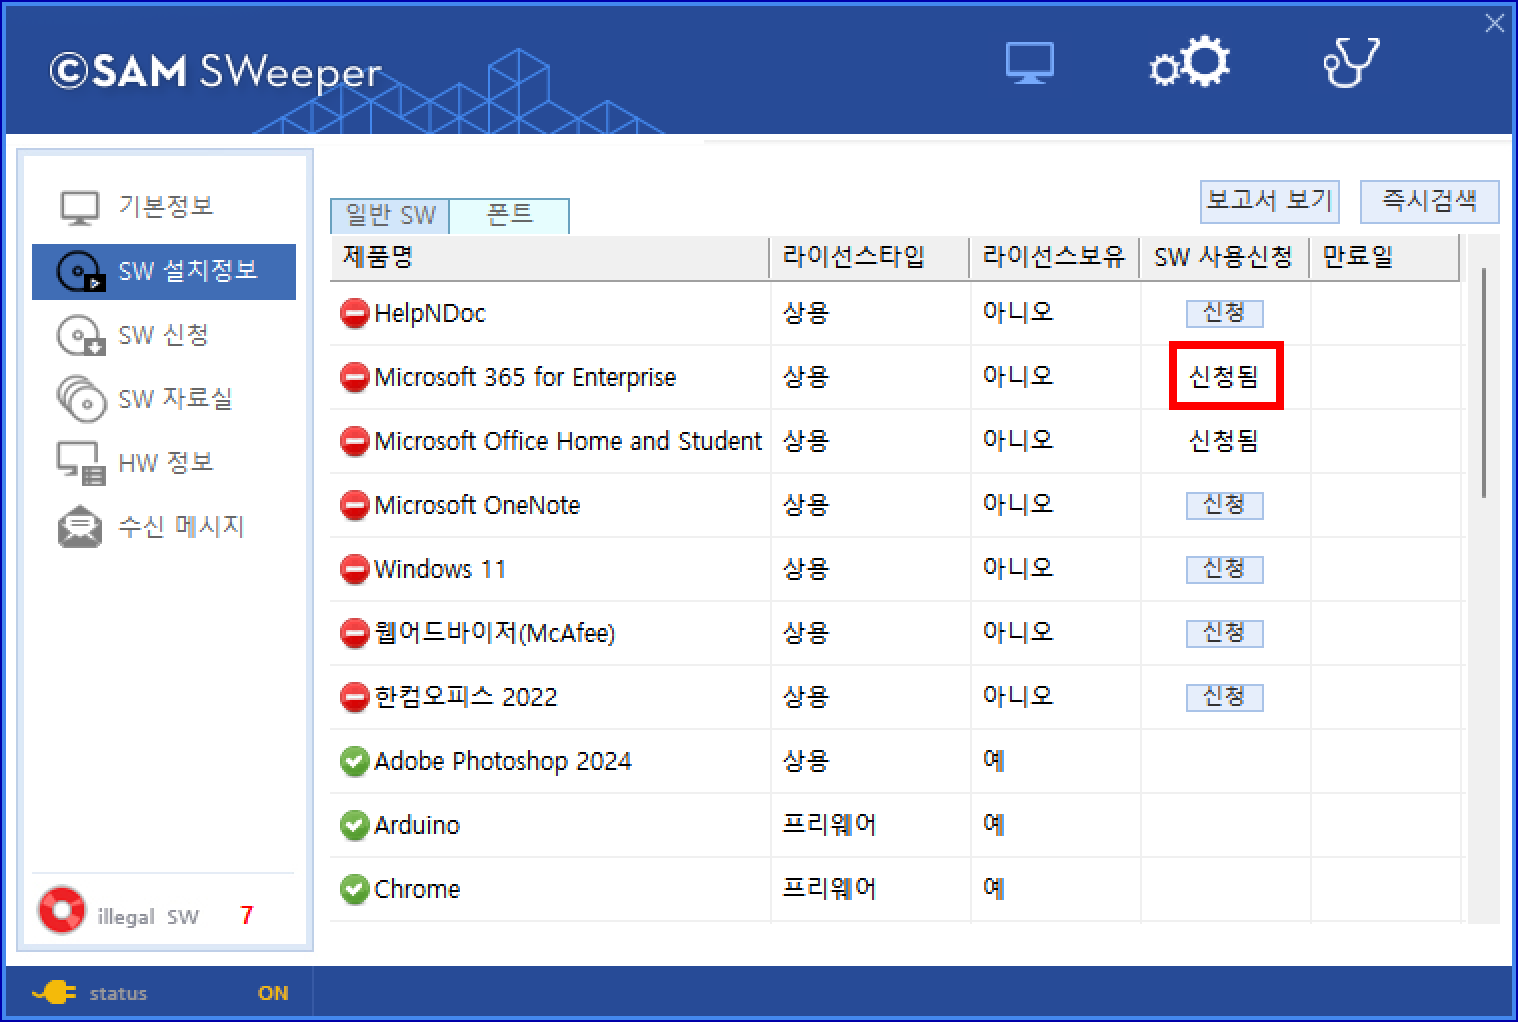 ©SAM SWeeper
기본정보
SW 설치정보
SW 신청
SW 자료실
HW 정보
수신 메시지
illegal SW 7
보고서 보기 즉시검색
일반 SW 폰트
제품명 라이선스타입 라이선스보유 SW 사용신청 만료일
HelpNDoc 상용 아니오 신청
Microsoft 365 for Enterprise 상용 아니오 신청됨
Microsoft Office Home and Student 상용 아니오 신청됨
Microsoft OneNote 상용 아니오 신청
Windows 11 상용 아니오 신청
웹어드바이저(McAfee) 상용 아니오 신청
한컴오피스 2022 상용 아니오 신청
Adobe Photoshop 2024 상용 예
Arduino 프리웨어 예
Chrome 프리웨어 예
status ON